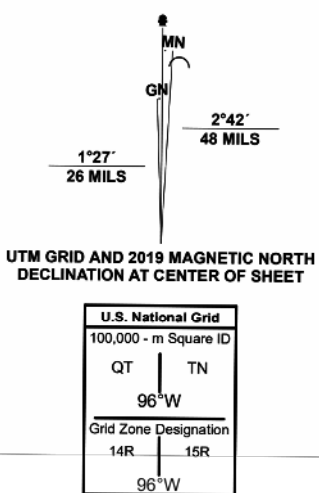 MN
GN
2°42´
48 MILS
1°27´
26 MILS
UTM GRID AND 2019 MAGNETIC NORTH
DECLINATION AT CENTER OF SHEET
U.S. National Grid
100,000 - m Square ID
QT TN
96°W
Grid Zone Designation
14R 15R
96°W